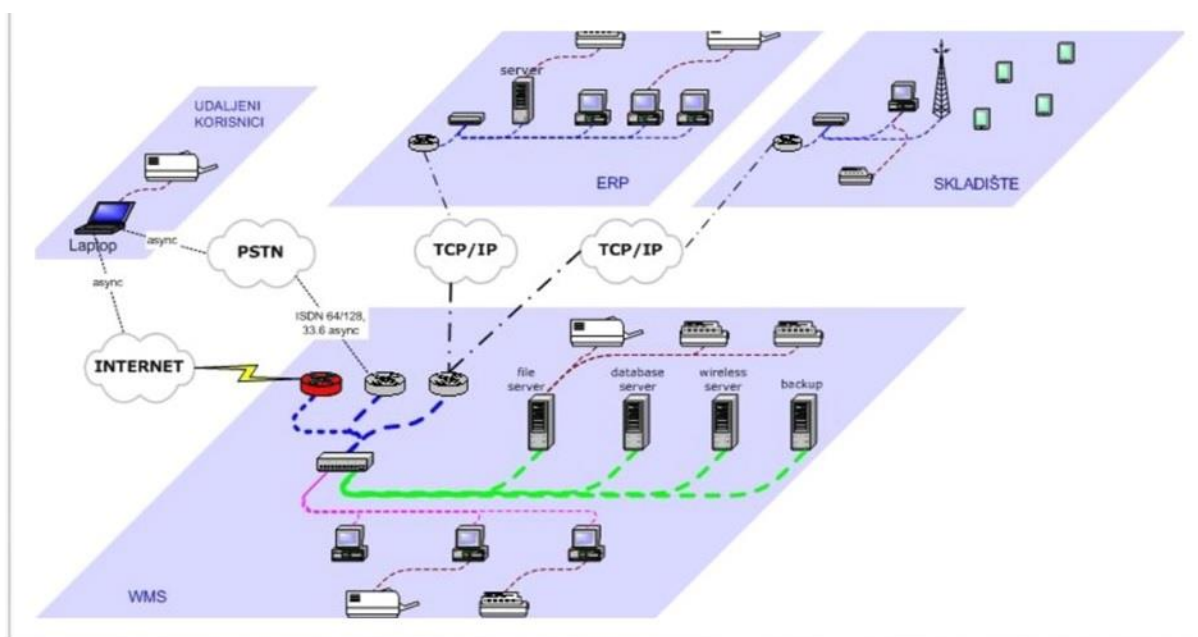 server
UDALJENI
KORISNICI
ERP
SKLADIŠTE
Laptop
async
PSTN
TCP/IP
TCP/IP
async
ISDN 64/128,
33.6 async
INTERNET
file
server
database
server
wireless
server
backup
WMS